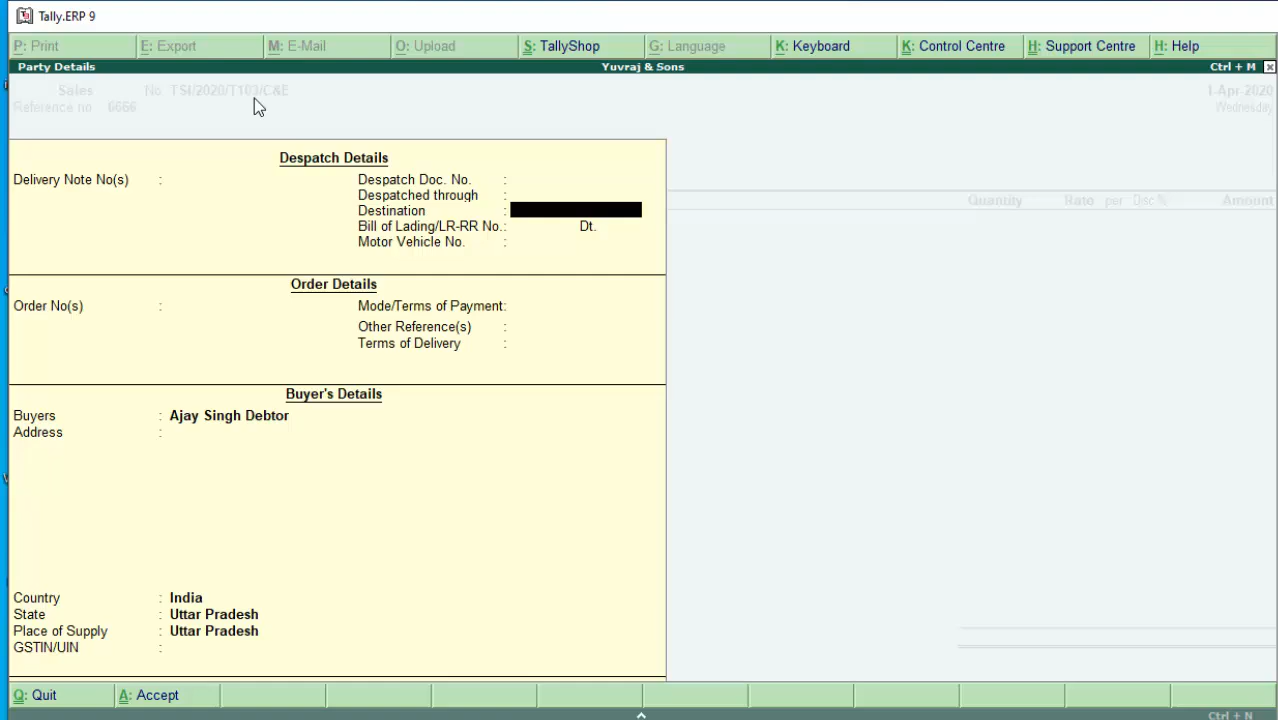 Tally.ERP 9
P: Print E: Export M: E-Mail O: Upload S: TallyShop G: Language K: Keyboard K: Control Centre H: Support Centre H: Help
Party Details Yuvraj & Sons Ctrl + M
Sales No. TSI/2020/T103/C&E 1-Apr-2020
Reference no 6666 Wednesday
Despatch Details
Delivery Note No(s) : Despatch Doc. No. :
Despatched through :
Destination :
Bill of Lading/LR-RR No.: Dt.
Motor Vehicle No. :
Quantity Rate per Disc % Amount
Order Details
Order No(s) : Mode/Terms of Payment:
Other Reference(s) :
Terms of Delivery :
Buyer's Details
Buyers : Ajay Singh Debtor
Address :
Country : India
State : Uttar Pradesh
Place of Supply : Uttar Pradesh
GSTIN/UIN :
Q: Quit A: Accept
Ctrl + N